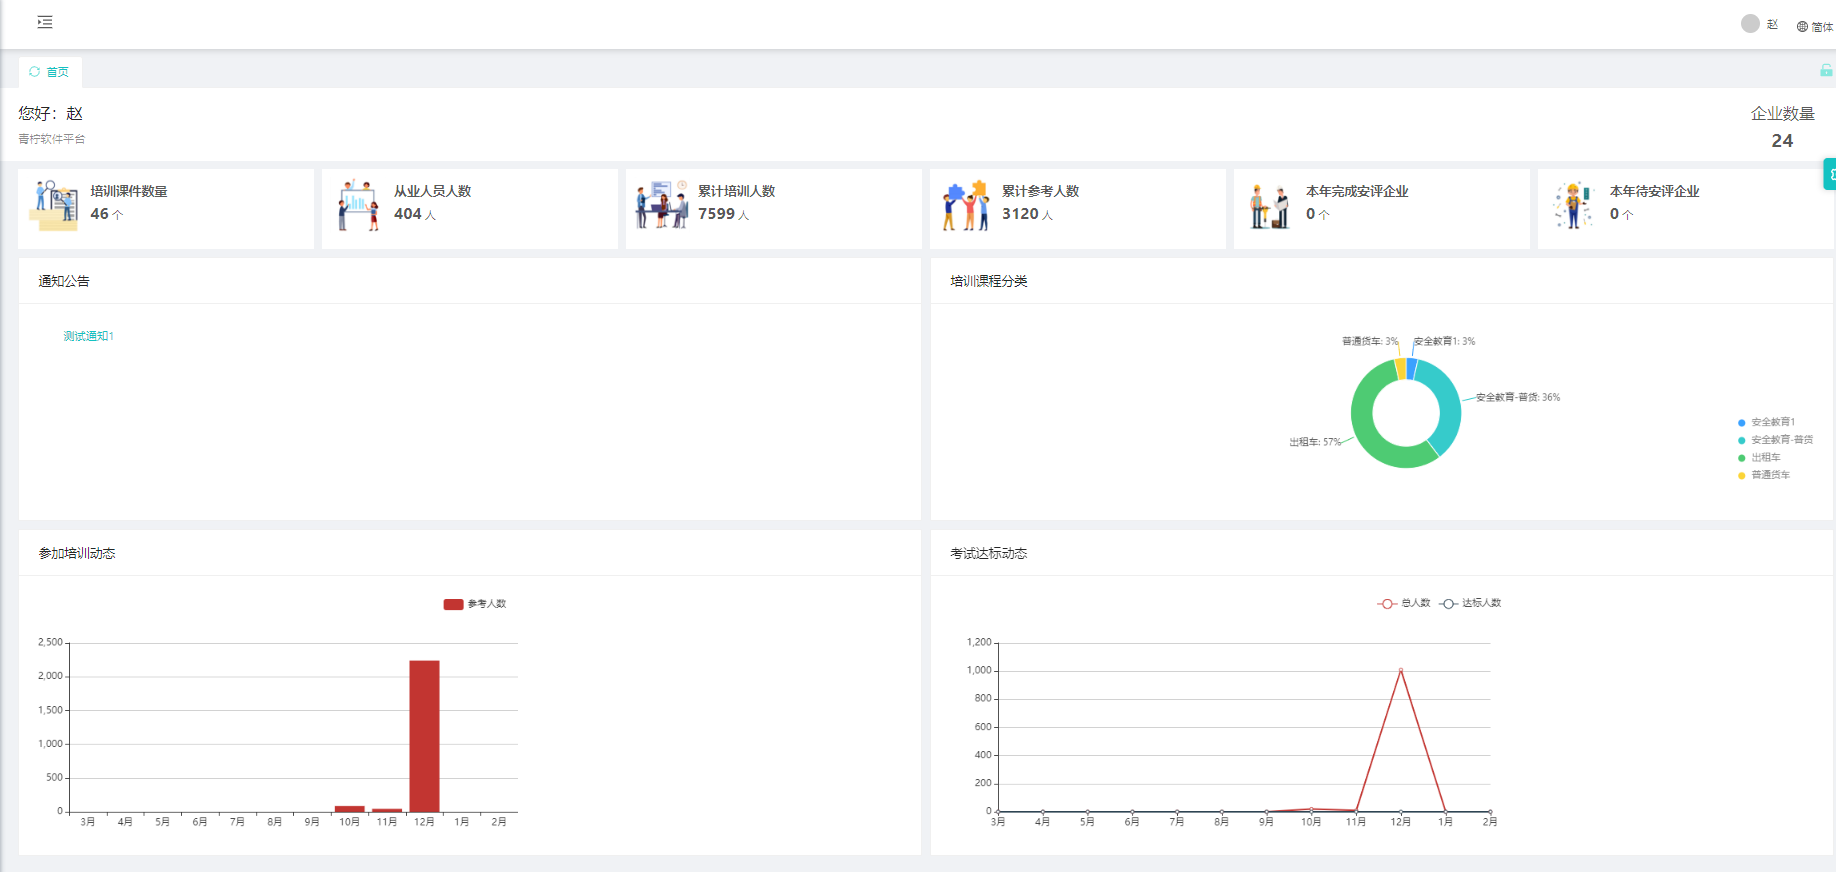 赵
简体
首页
您好：赵
青柠软件平台
企业数量
24
培训课件数量
46 个
从业人员人数
404 人
累计培训人数
7599 人
累计参考人数
3120 人
本年完成安评企业
0 个
本年待安评企业
0 个
通知公告
测试通知1
培训课程分类
普通货车: 3%
安全教育1: 3%
安全教育-普货: 36%
出租车: 57%
安全教育1
安全教育-普货
出租车
普通货车
参加培训动态
参考人数
2,500
2,000
1,500
1,000
500
0
3月 4月 5月 6月 7月 8月 9月 10月 11月 12月 1月 2月
考试达标动态
总人数 达标人数
1,200
1,000
800
600
400
200
0
3月 4月 5月 6月 7月 8月 9月 10月 11月 12月 1月 2月